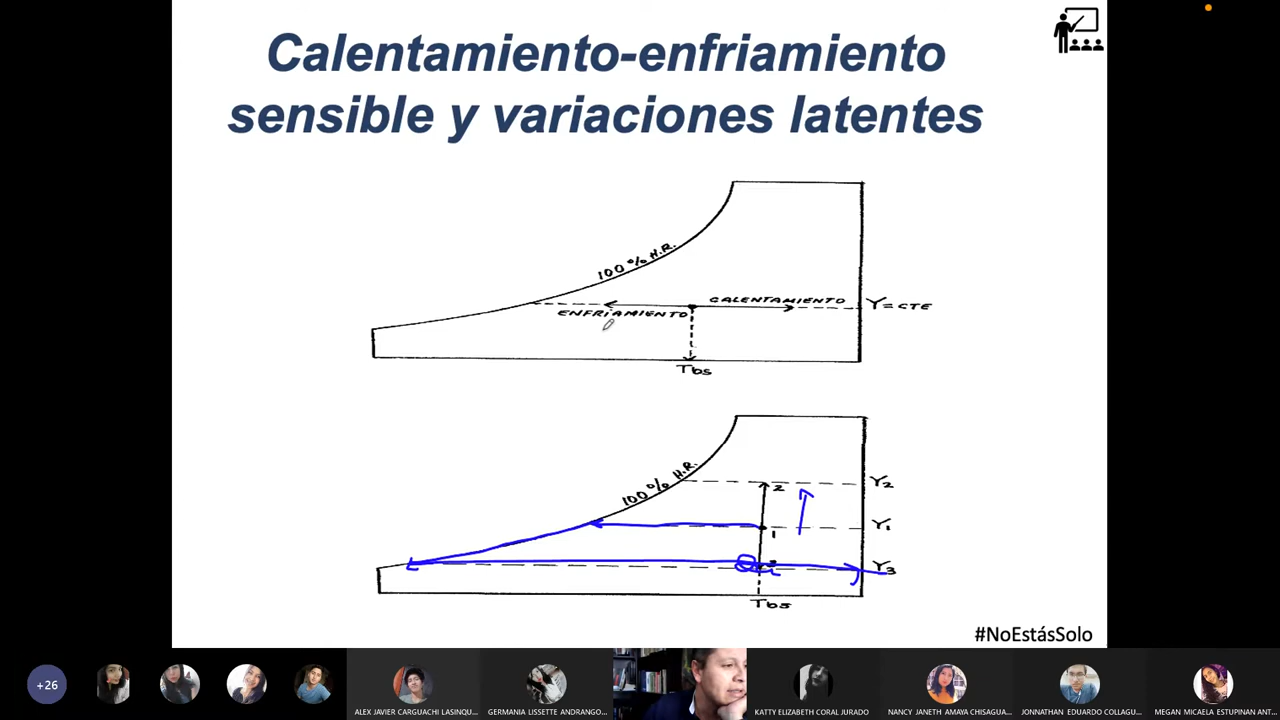 Calentamiento-enfriamiento
sensible y variaciones latentes
100% H.R.
CALENTAMIENTO
Y=CTE
ENFRIAMIENTO
Tbs
100% H.R.
2
Y2
1
Y1
3
Y3
Tbs
#NoEstásSolo
+26
ALEX JAVIER CARGUACHI LASINQU...
GERMANIA LISSETTE ANDRANGO...
KATTY ELIZABETH CORAL JURADO
NANCY JANETH AMAYA CHISAGUA...
JONNATHAN EDUARDO COLLAGU...
MEGAN MICAELA ESTUPINAN ANT...